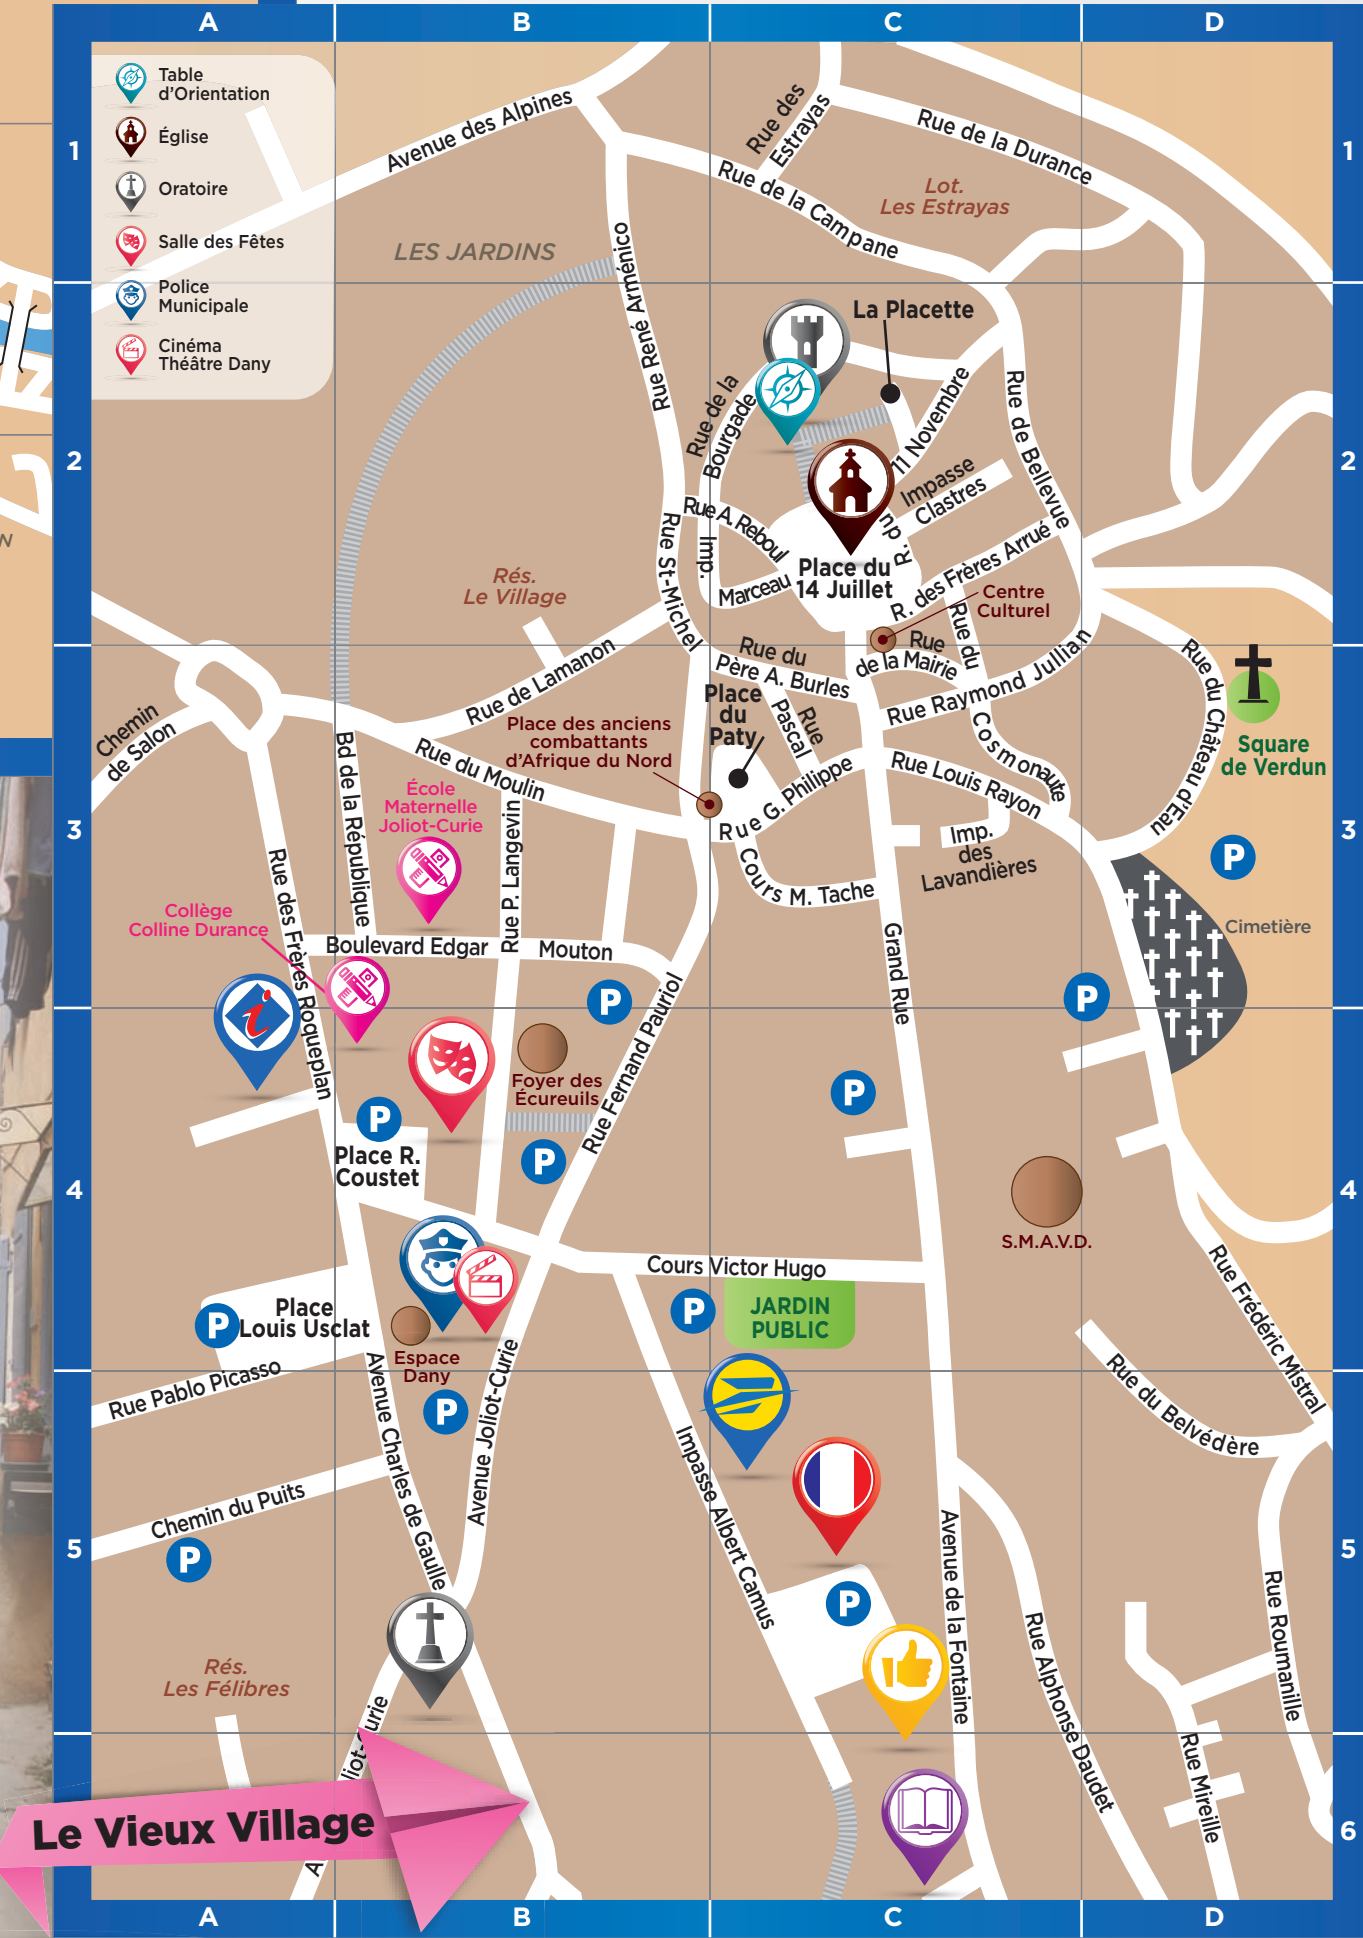 A
B
C
D
Table
d'Orientation
Église
Oratoire
Salle des Fêtes
Police
Municipale
Cinéma
Théâtre Dany
1
1
Avenue des Alpines
Rue des
Estrayas
Rue de la Durance
Rue de la Campane
Lot.
Les Estrayas
LES JARDINS
Rue René Arménico
La Placette
2
2
Rue de la
Bourgade
11 Novembre
R. du
Imp.
Impasse
Clastres
Rue de Bellevue
Rue A. Reboul
Imp.
Marceau
Place du
14 Juillet
R. des Frères Arrué
Centre
Culturel
N
Rés.
Le Village
Rue St-Michel
Rue de Lamanon
Rue du
Père A. Burles
Rue
de la Mairie
Rue du
Cosmonaute
Rue Raymond Jullian
Rue du Château d'Eau
Square
de Verdun
Chemin
de Salon
Place
du
Paty
Rue
Pascal
Place des anciens
combattants
d'Afrique du Nord
Rue du Moulin
Bd de la République
École
Maternelle
Joliot-Curie
Rue P. Langevin
Rue G. Philippe
Rue Louis Rayon
Imp.
des
Lavandières
3
3
P
Cours M. Tache
Rue des Frères Roqueplan
Collège
Colline Durance
Boulevard Edgar Mouton
Cimetière
Grand Rue
P
P
i
Rue Fernand Pauriol
Foyer des
Écureuils
P
P
P
Place R.
Coustet
4
4
S.M.A.V.D.
Cours Victor Hugo
JARDIN
PUBLIC
P
Rue Frédéric Mistral
P
Place
Louis Usclat
Espace
Dany
Rue Pablo Picasso
P
Avenue Charles de Gaulle
Avenue Joliot-Curie
Rue du Belvédère
Impasse Albert Camus
Chemin du Puits
P
5
5
P
Avenue de la Fontaine
Rue Alphonse Daudet
Rue Roumanille
Rés.
Les Félibres
liot-Curie
A
Rue Mireille
Le Vieux Village
6
6
A
B
C
D